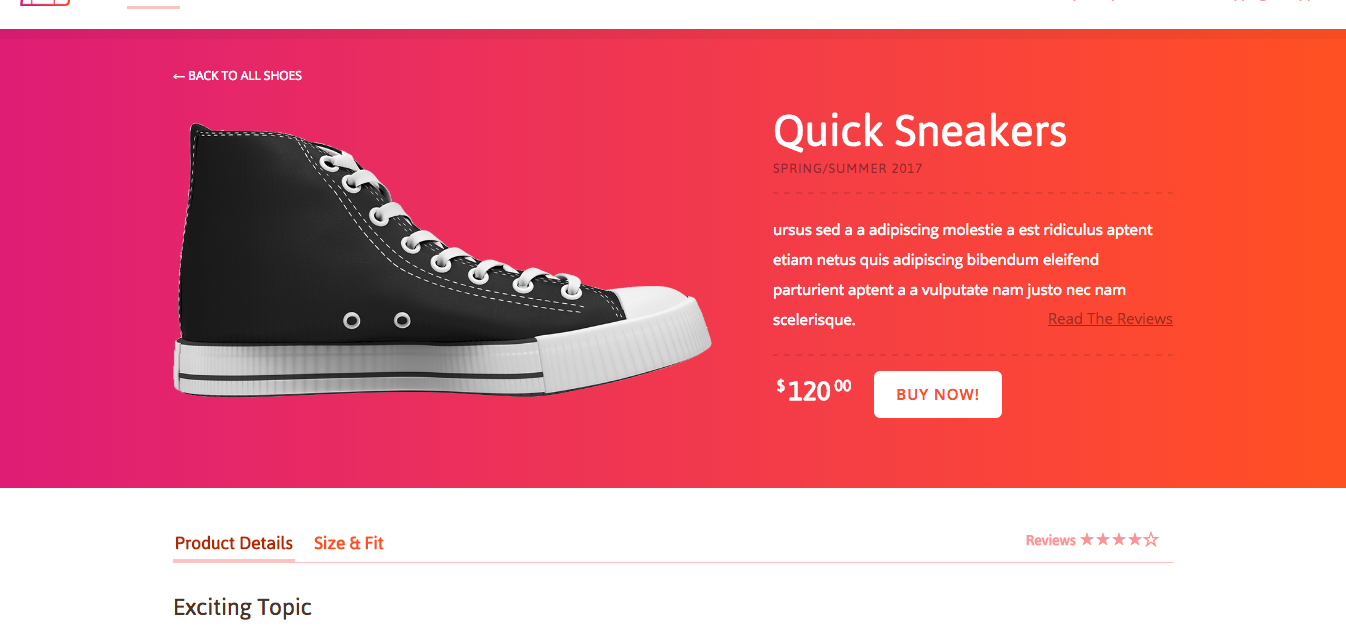 ← BACK TO ALL SHOES
Quick Sneakers
SPRING/SUMMER 2017
ursus sed a a adipiscing molestie a est ridiculus aptent
etiam netus quis adipiscing bibendum eleifend
parturient aptent a a vulputate nam justo nec nam
scelerisque.
Read The Reviews
$120 00
BUY NOW!
Product Details
Size & Fit
Reviews ★★★★☆
Exciting Topic